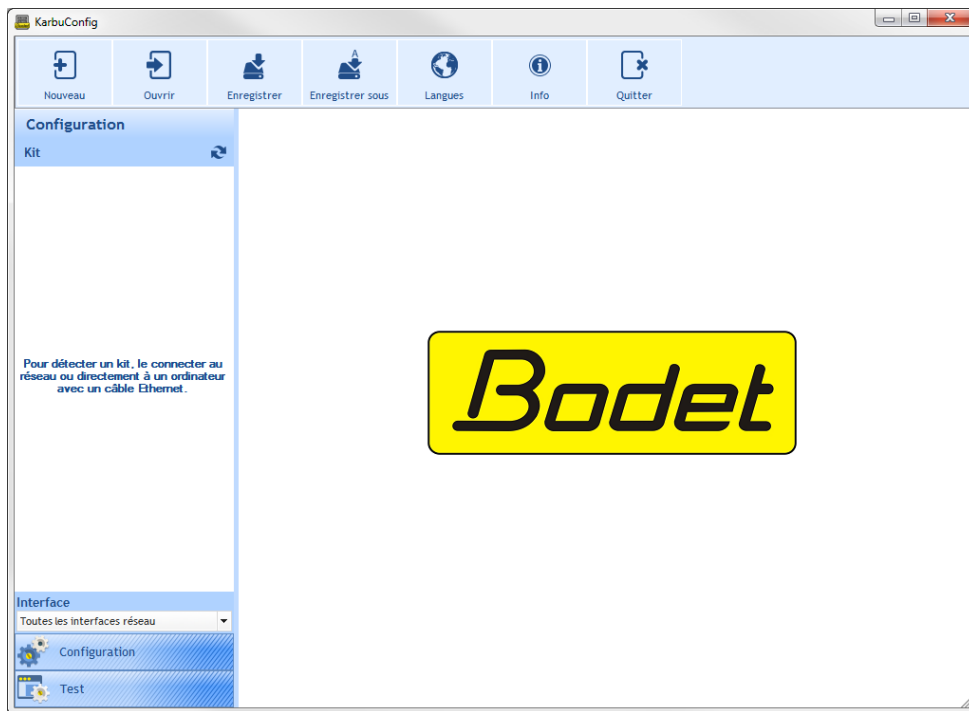 KarbuConfig
Nouveau
Ouvrir
Enregistrer
A
Enregistrer sous
Langues
Info
Quitter
Configuration
Kit
Pour détecter un kit, le connecter au
réseau ou directement à un ordinateur
avec un câble Ethernet.
Bodet
Interface
Toutes les interfaces réseau
Configuration
Test